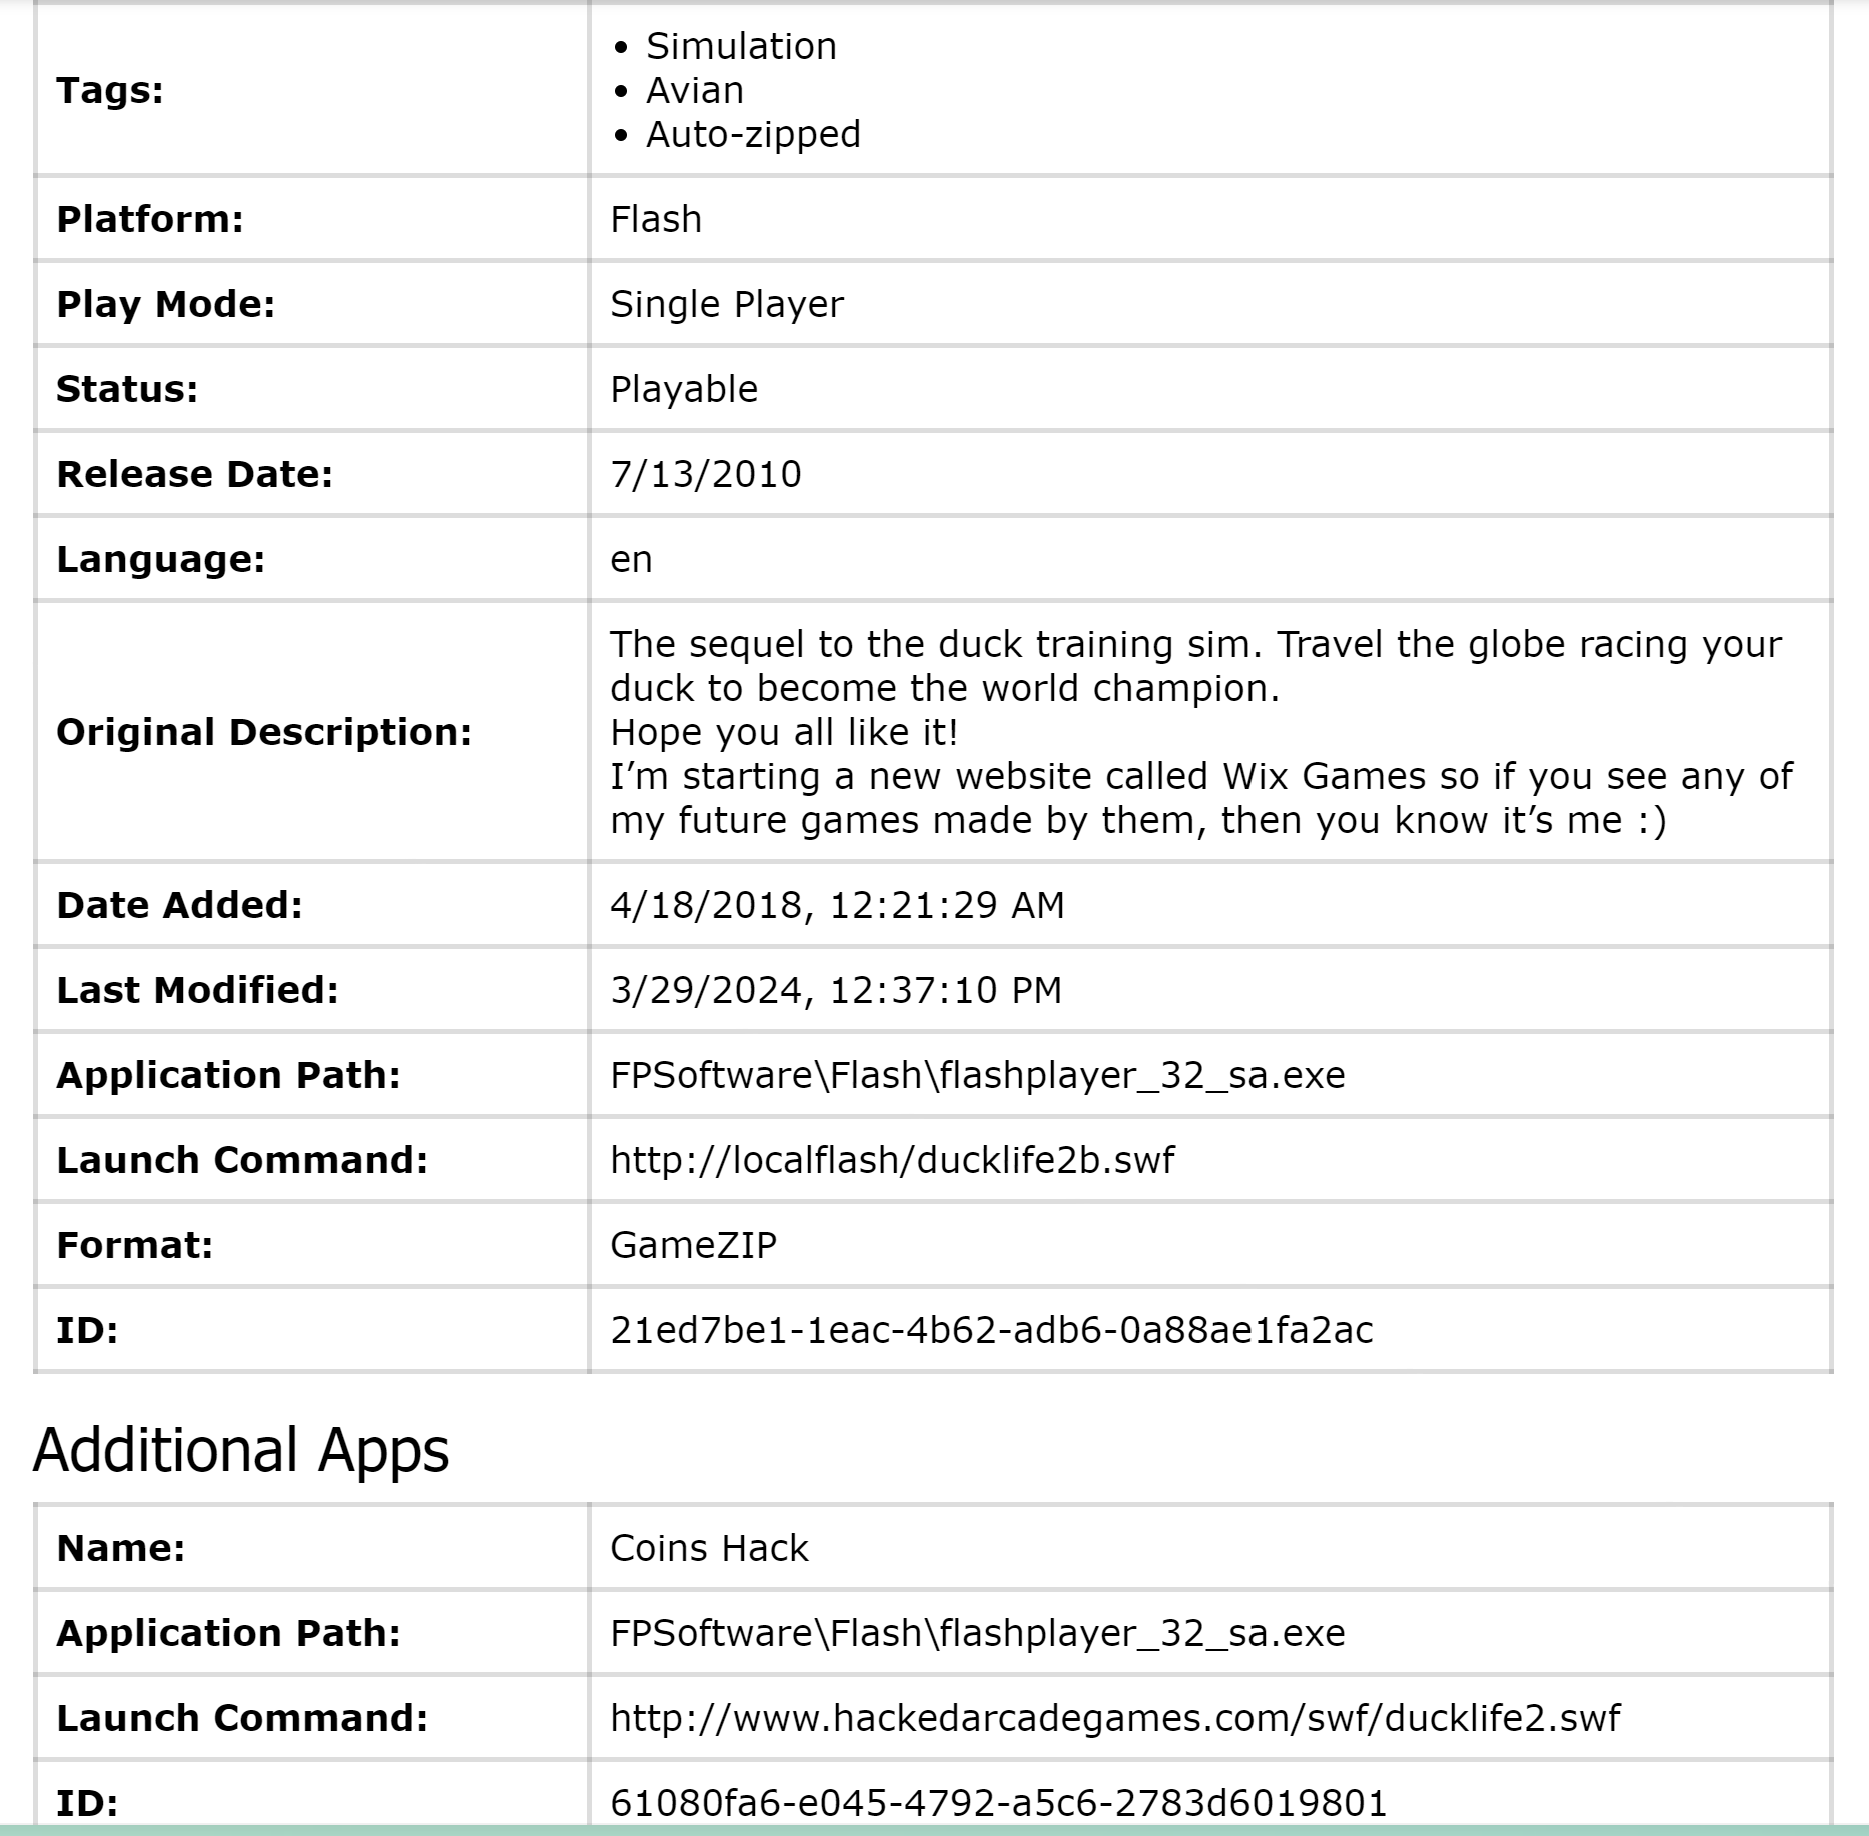 Tags:
• Simulation
• Avian
• Auto-zipped
Platform: Flash
Play Mode: Single Player
Status: Playable
Release Date: 7/13/2010
Language: en
Original Description:
The sequel to the duck training sim. Travel the globe racing your
duck to become the world champion.
Hope you all like it!
I’m starting a new website called Wix Games so if you see any of
my future games made by them, then you know it’s me :)
Date Added: 4/18/2018, 12:21:29 AM
Last Modified: 3/29/2024, 12:37:10 PM
Application Path: FPSoftware\Flash\flashplayer_32_sa.exe
Launch Command: http://localflash/ducklife2b.swf
Format: GameZIP
ID: 21ed7be1-1eac-4b62-adb6-0a88ae1fa2ac
Additional Apps
Name: Coins Hack
Application Path: FPSoftware\Flash\flashplayer_32_sa.exe
Launch Command: http://www.hackedarcadegames.com/swf/ducklife2.swf
ID: 61080fa6-e045-4792-a5c6-2783d6019801